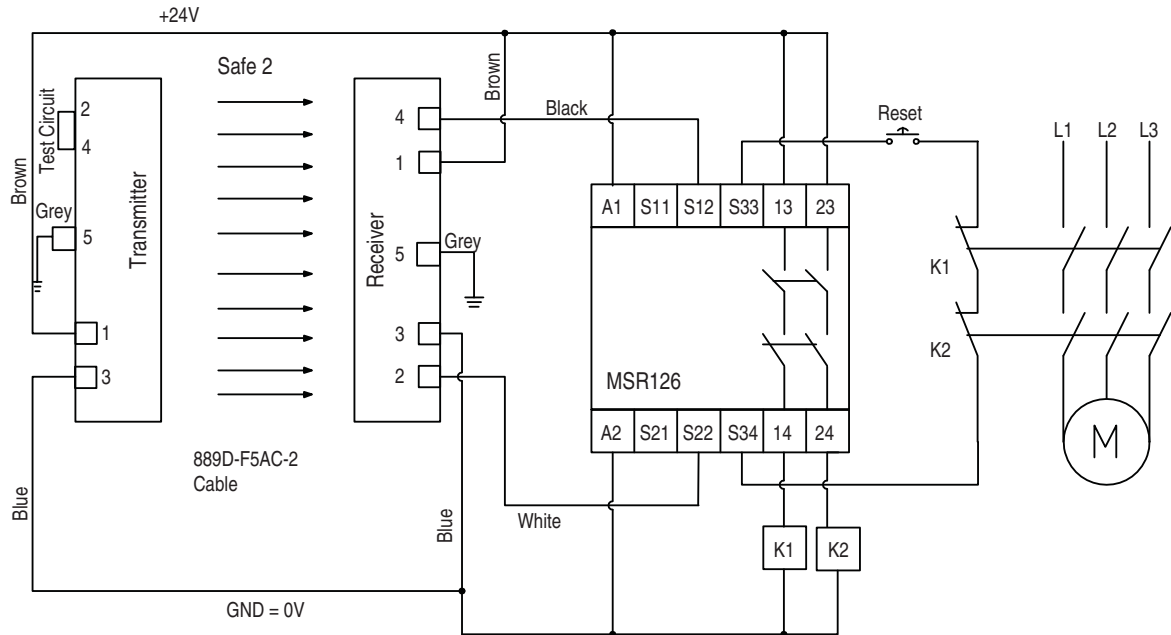 +24V
Safe 2
Brown
Test Circuit
2
4
Grey
5
Transmitter
Brown
1
3
Blue
889D-F5AC-2
Cable
GND = 0V
Receiver
4
1
5
3
2
Brown
Black
Grey
Blue
White
A1
S11
S12
S33
13
23
MSR126
A2
S21
S22
S34
14
24
K1
K2
Reset
K1
K2
L1
L2
L3
M